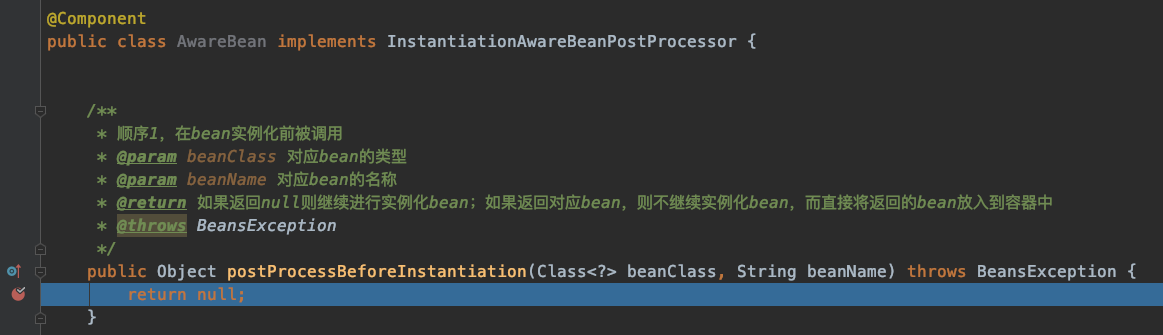 @Component
public class AwareBean implements InstantiationAwareBeanPostProcessor {
/**
* 顺序1，在bean实例化前被调用
* @param beanClass 对应bean的类型
* @param beanName 对应bean的名称
* @return 如果返回null则继续进行实例化bean；如果返回对应bean，则不继续实例化bean，而直接将返回的bean放入到容器中
* @throws BeansException
*/
public Object postProcessBeforeInstantiation(Class<?> beanClass, String beanName) throws BeansException {
return null;
}